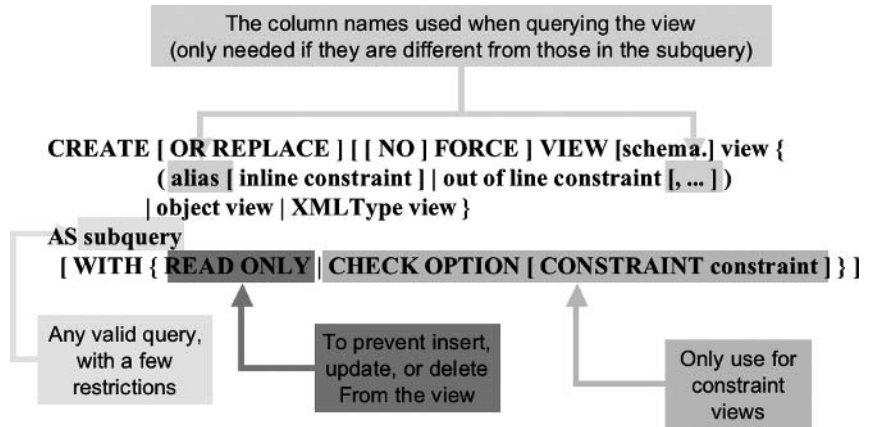 The column names used when querying the view
(only needed if they are different from those in the subquery)
CREATE [ OR REPLACE ] [ [ NO ] FORCE ] VIEW [schema.] view {
( alias [ inline constraint ] | out of line constraint [, ... ] )
| object view | XMLType view }
AS subquery
[ WITH { READ ONLY | CHECK OPTION [ CONSTRAINT constraint ] } ]
Any valid query,
with a few
restrictions
To prevent insert,
update, or delete
From the view
Only use for
constraint
views